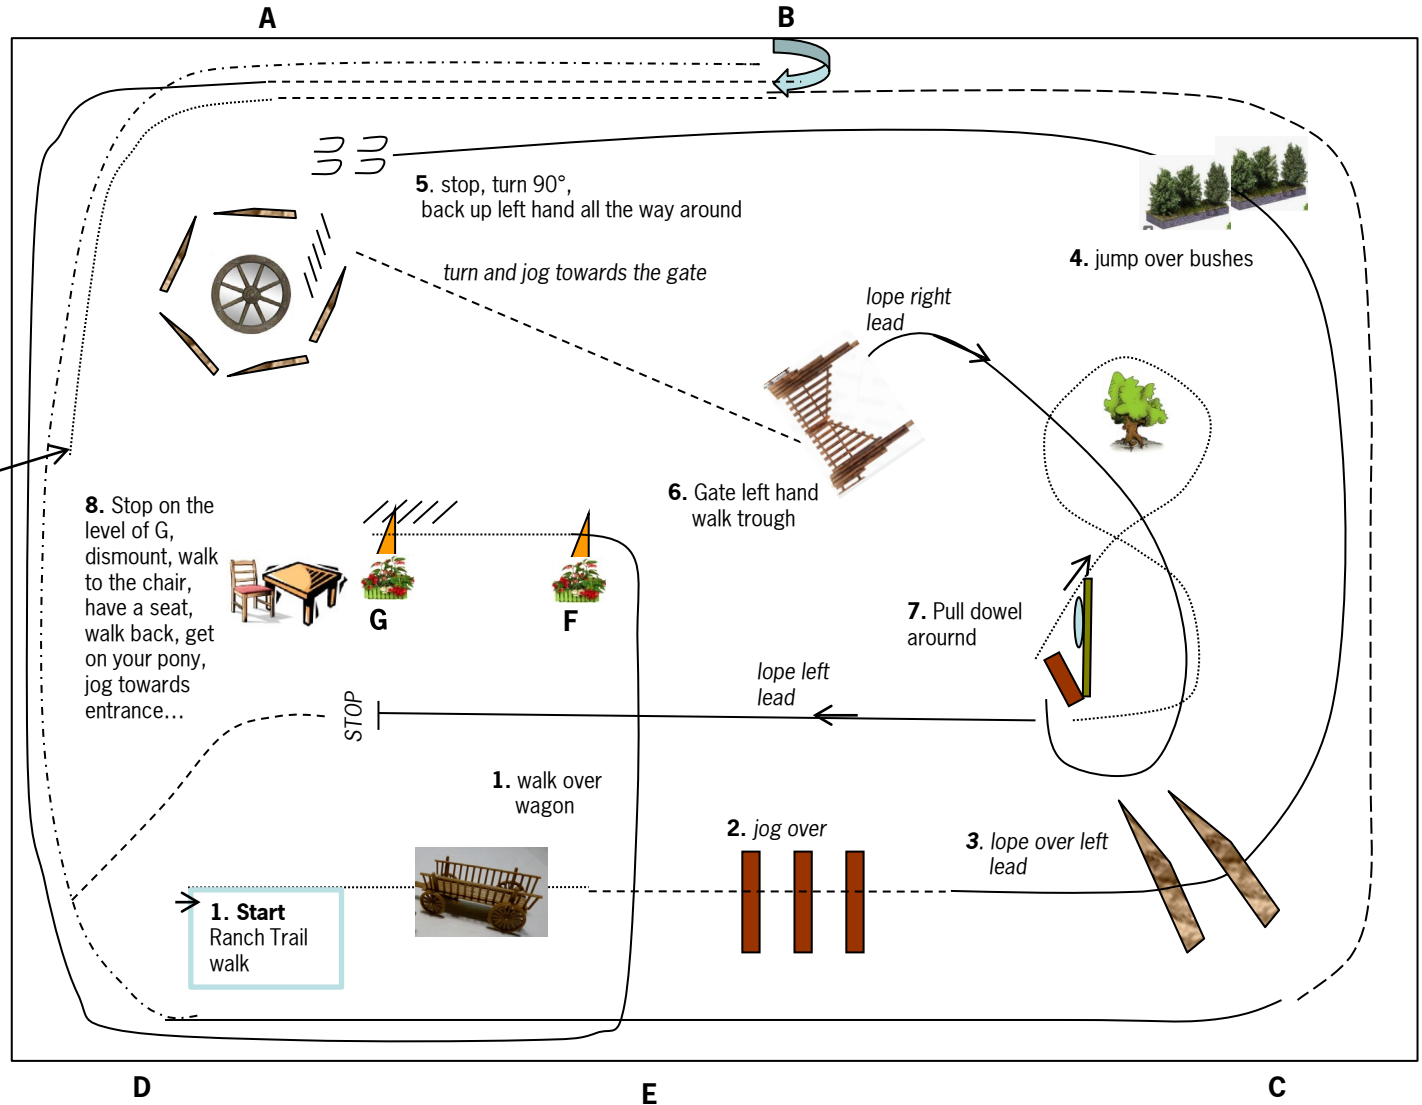 A
B
5. stop, turn 90°,
back up left hand all the way around
turn and jog towards the gate
4. jump over bushes
lope right
lead
6. Gate left hand
walk trough
8. Stop on the
level of G,
dismount, walk
to the chair,
have a seat,
walk back, get
on your pony,
jog towards
entrance...
G
F
7. Pull dowel
arournd
lope left
lead
STOP
1. walk over
wagon
2. jog over
3. lope over left
lead
1. Start
Ranch Trail
walk
D
E
C